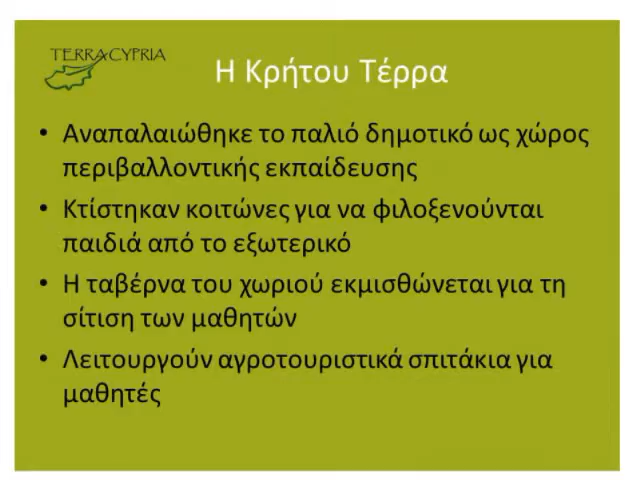 TERRACYPRIA
Η Κρήτου Τέρρα
• Αναπαλαιώθηκε το παλιό δημοτικό ως χώρος
περιβαλλοντικής εκπαίδευσης
• Κτίστηκαν κοιτώνες για να φιλοξενούνται
παιδιά από το εξωτερικό
• Η ταβέρνα του χωριού εκμισθώνεται για τη
σίτιση των μαθητών
• Λειτουργούν αγροτουριστικά σπιτάκια για
μαθητές